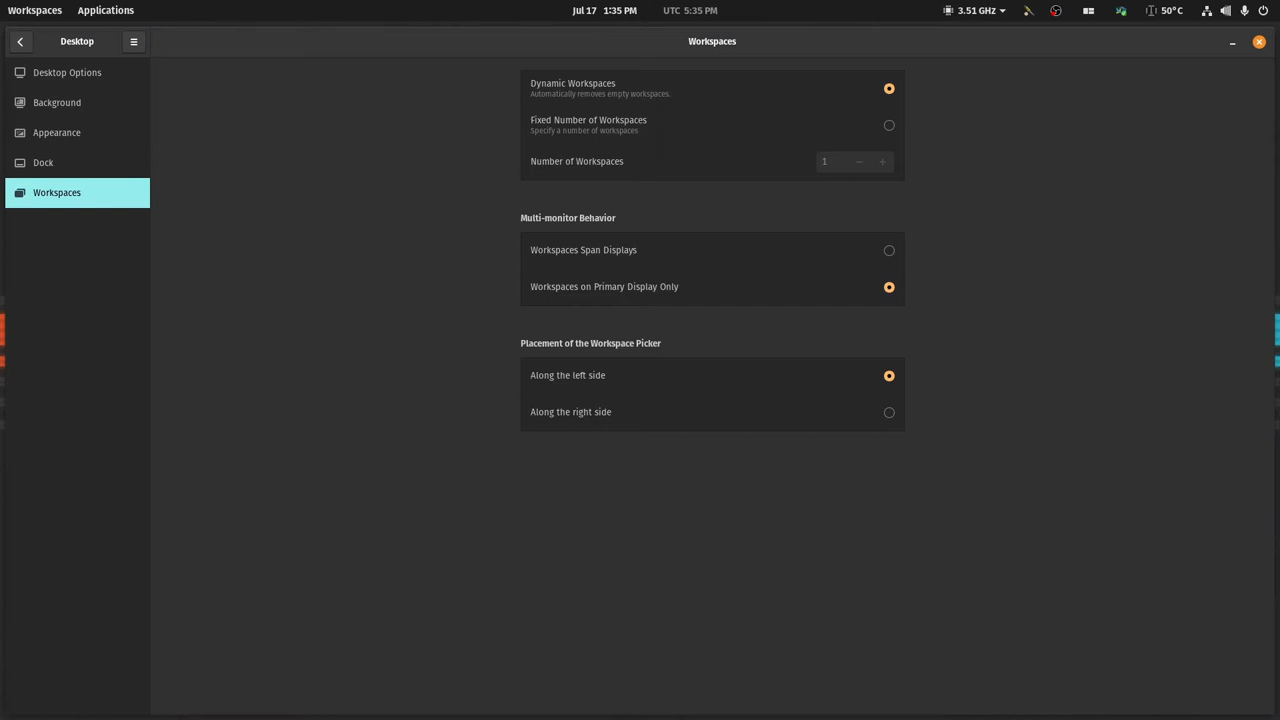 Workspaces Applications Jul 17 1:35 PM UTC 5:35 PM 3.51 GHz 50°C
Desktop Workspaces
Desktop Options
Background
Appearance
Dock
Workspaces
Dynamic Workspaces
Automatically removes empty workspaces.
Fixed Number of Workspaces
Specify a number of workspaces
Number of Workspaces 1 − +
Multi-monitor Behavior
Workspaces Span Displays
Workspaces on Primary Display Only
Placement of the Workspace Picker
Along the left side
Along the right side